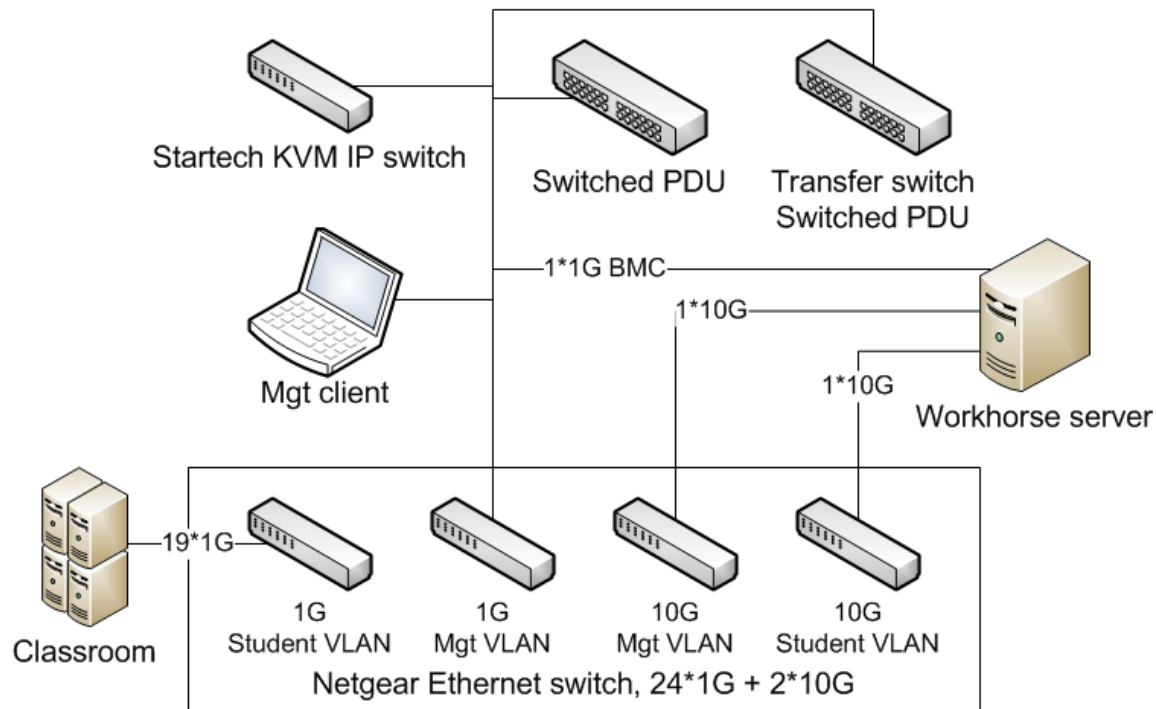 Startech KVM IP switch
Switched PDU
Transfer switch
Switched PDU
1*1G BMC
1*10G
1*10G
Mgt client
Workhorse server
19*1G
Classroom
1G
Student VLAN
1G
Mgt VLAN
10G
Mgt VLAN
10G
Student VLAN
Netgear Ethernet switch, 24*1G + 2*10G